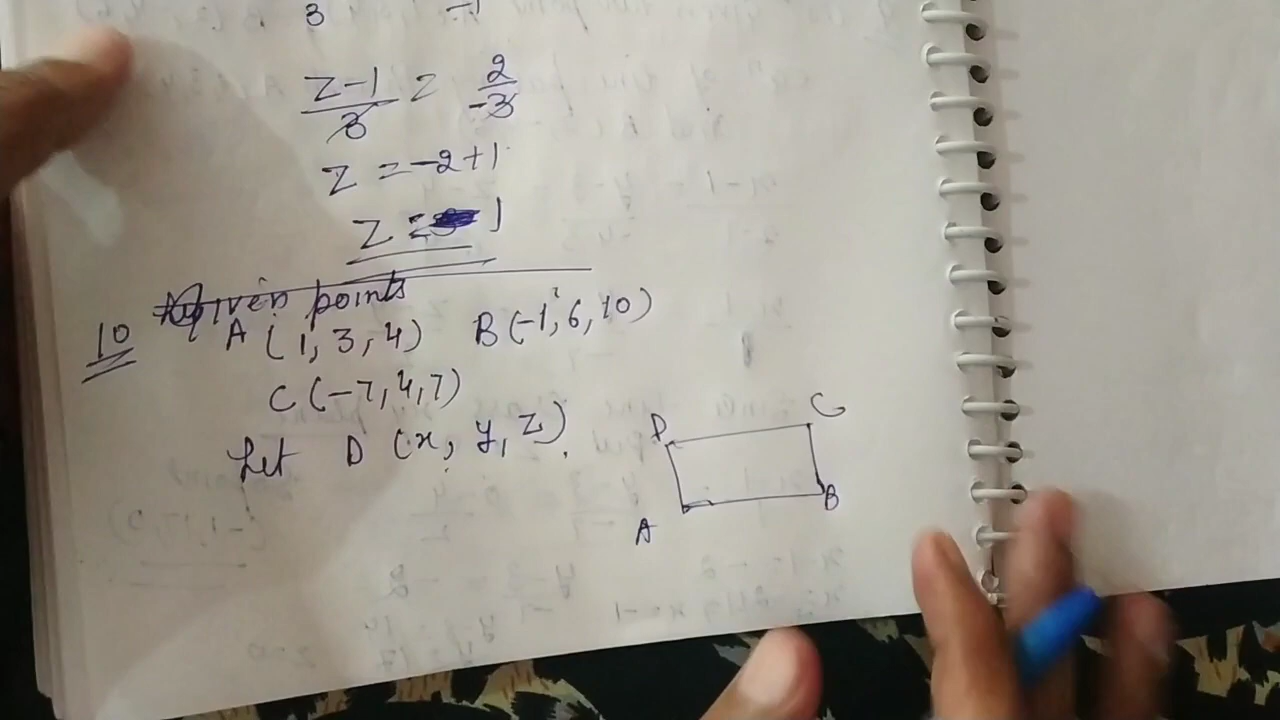 3 -1
z-1/3 = 2/-3
z = -2+1
z = -1
Given points
10 A (1, 3, 4) B (-1, 6, 10)
C (-7, 4, 7)
Let D (x, y, z).
D C
A B